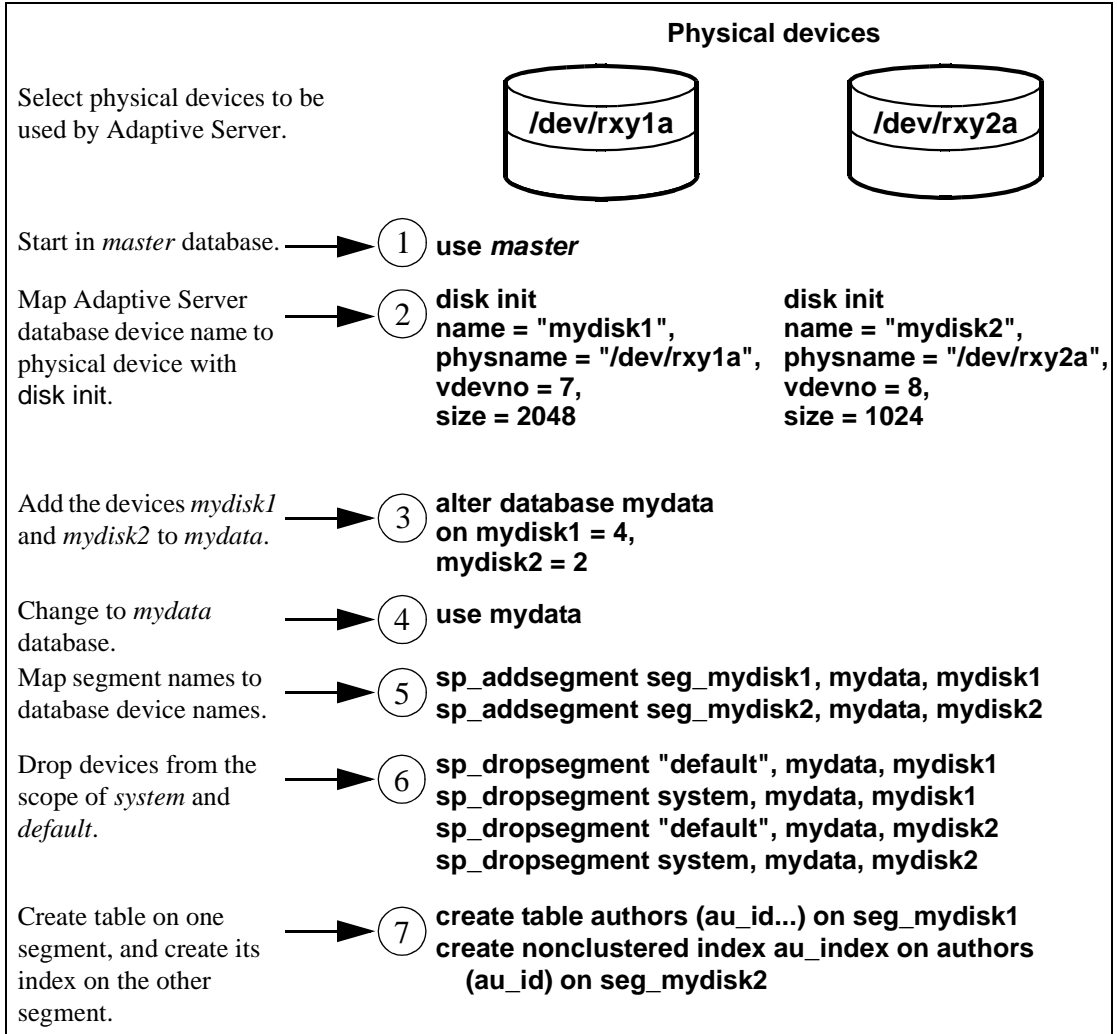 Physical devices
Select physical devices to be
used by Adaptive Server.
/dev/rxy1a
/dev/rxy2a
Start in master database.
1
use master
Map Adaptive Server
database device name to
physical device with
disk init.
2
disk init
name = "mydisk1",
physname = "/dev/rxy1a",
vdevno = 7,
size = 2048
disk init
name = "mydisk2",
physname = "/dev/rxy2a",
vdevno = 8,
size = 1024
Add the devices mydisk1
and mydisk2 to mydata.
3
alter database mydata
on mydisk1 = 4,
mydisk2 = 2
Change to mydata
database.
4
use mydata
Map segment names to
database device names.
5
sp_addsegment seg_mydisk1, mydata, mydisk1
sp_addsegment seg_mydisk2, mydata, mydisk2
Drop devices from the
scope of system and
default.
6
sp_dropsegment "default", mydata, mydisk1
sp_dropsegment system, mydata, mydisk1
sp_dropsegment "default", mydata, mydisk2
sp_dropsegment system, mydata, mydisk2
Create table on one
segment, and create its
index on the other
segment.
7
create table authors (au_id...) on seg_mydisk1
create nonclustered index au_index on authors
(au_id) on seg_mydisk2